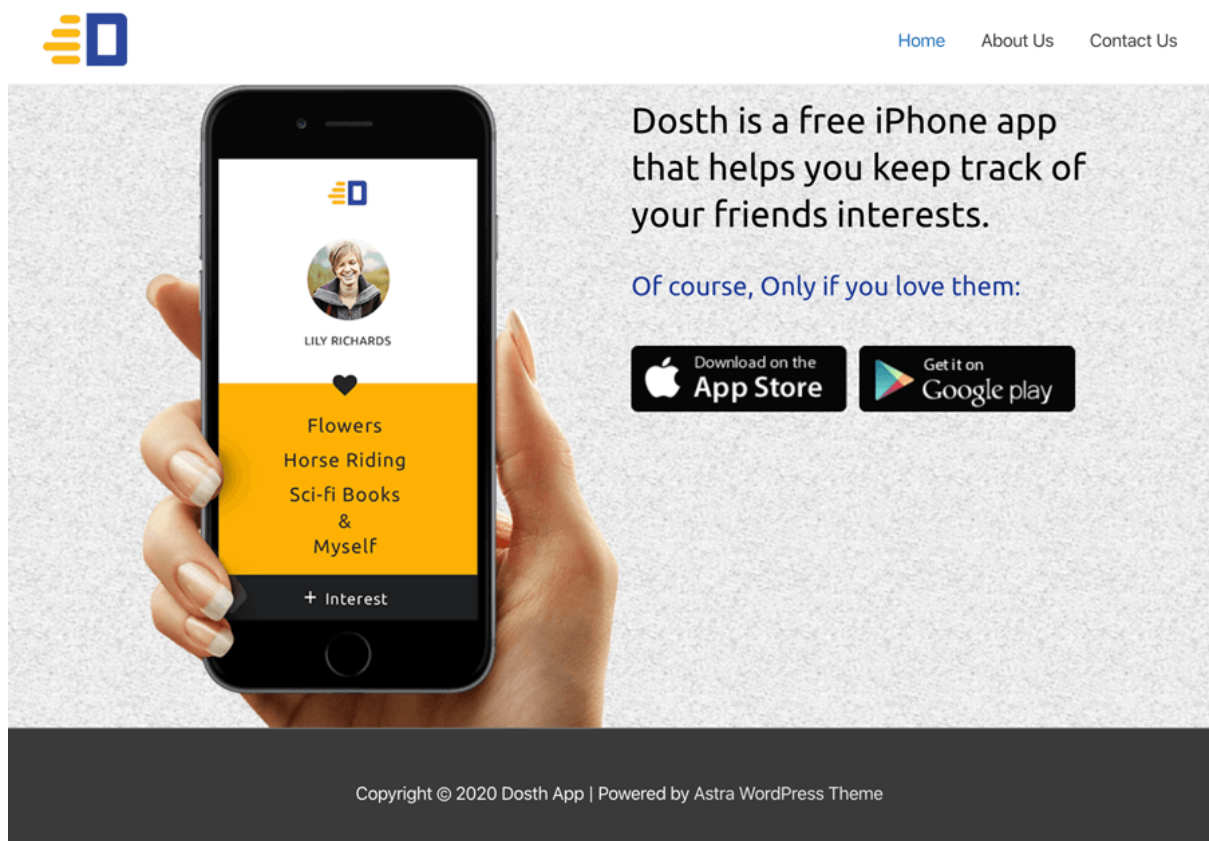 Home About Us Contact Us
Dosth is a free iPhone app
that helps you keep track of
your friends interests.
Of course, Only if you love them:
Download on the
App Store
Get it on
Google play
LILY RICHARDS
Flowers
Horse Riding
Sci-fi Books
&
Myself
+ Interest
Copyright © 2020 Dosth App | Powered by Astra WordPress Theme